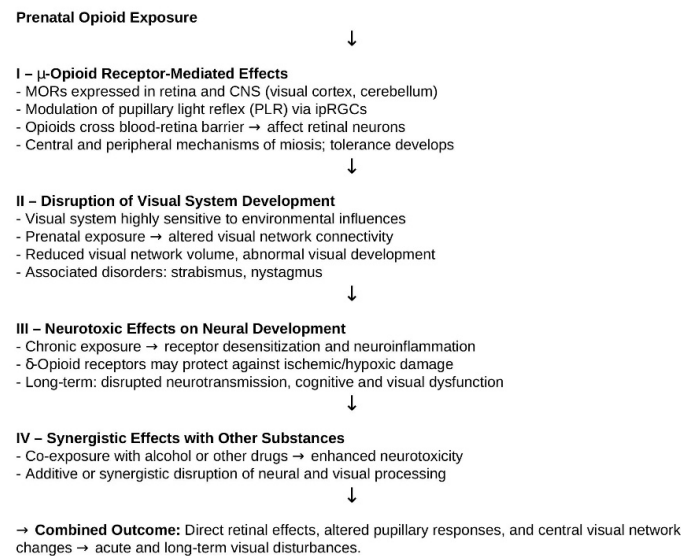 Prenatal Opioid Exposure
↓
I – μ-Opioid Receptor-Mediated Effects
- MORs expressed in retina and CNS (visual cortex, cerebellum)
- Modulation of pupillary light reflex (PLR) via ipRGCs
- Opioids cross blood-retina barrier → affect retinal neurons
- Central and peripheral mechanisms of miosis; tolerance develops
↓
II – Disruption of Visual System Development
- Visual system highly sensitive to environmental influences
- Prenatal exposure → altered visual network connectivity
- Reduced visual network volume, abnormal visual development
- Associated disorders: strabismus, nystagmus
↓
III – Neurotoxic Effects on Neural Development
- Chronic exposure → receptor desensitization and neuroinflammation
- δ-Opioid receptors may protect against ischemic/hypoxic damage
- Long-term: disrupted neurotransmission, cognitive and visual dysfunction
↓
IV – Synergistic Effects with Other Substances
- Co-exposure with alcohol or other drugs → enhanced neurotoxicity
- Additive or synergistic disruption of neural and visual processing
↓
→ Combined Outcome: Direct retinal effects, altered pupillary responses, and central visual network
changes → acute and long-term visual disturbances.